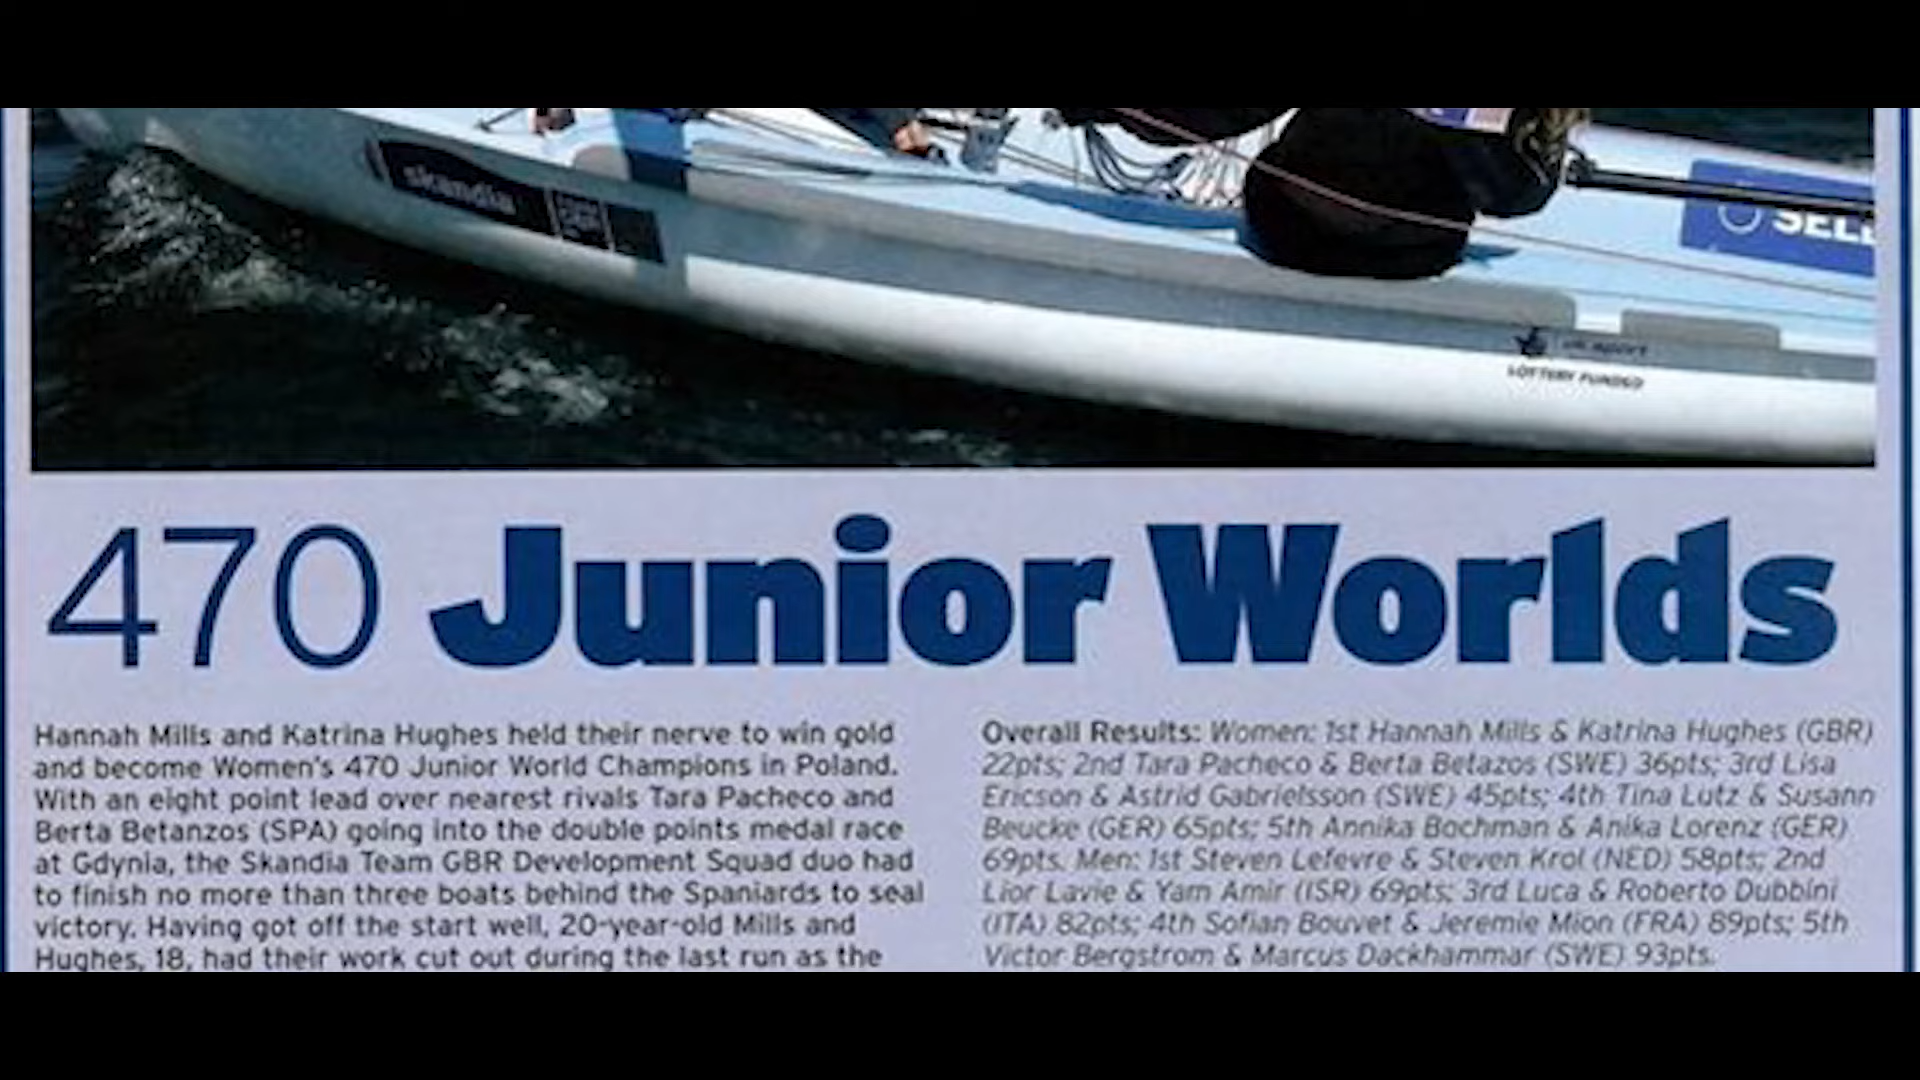 skandia
SELD
LOTTERY FUNDED
470 Junior Worlds
Hannah Mills and Katrina Hughes held their nerve to win gold
and become Women's 470 Junior World Champions in Poland.
With an eight point lead over nearest rivals Tara Pacheco and
Berta Betanzos (SPA) going into the double points medal race
at Gdynia, the Skandia Team GBR Development Squad duo had
to finish no more than three boats behind the Spaniards to seal
victory. Having got off the start well, 20-year-old Mills and
Hughes, 18, had their work cut out during the last run as the
Overall Results: Women: 1st Hannah Mills & Katrina Hughes (GBR)
22pts; 2nd Tara Pacheco & Berta Betazos (SWE) 36pts; 3rd Lisa
Ericson & Astrid Gabrielsson (SWE) 45pts; 4th Tina Lutz & Susann
Beucke (GER) 65pts; 5th Annika Bochman & Anika Lorenz (GER)
69pts. Men: 1st Steven Lefevre & Steven Krol (NED) 58pts; 2nd
Lior Lavie & Yam Amir (ISR) 69pts; 3rd Luca & Roberto Dubbini
(ITA) 82pts; 4th Sofian Bouvet & Jeremie Mion (FRA) 89pts; 5th
Victor Bergstrom & Marcus Dackhammar (SWE) 93pts.